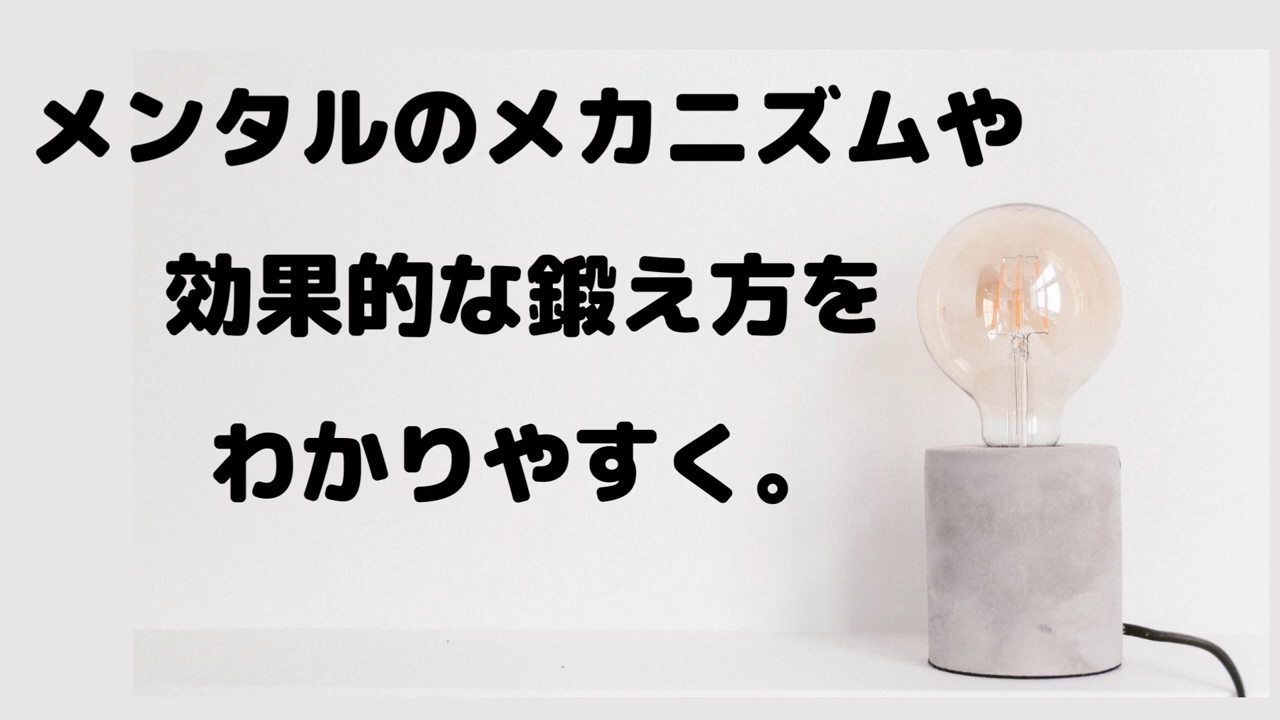 メンタルのメカニズムや
効果的な鍛え方を
わかりやすく。